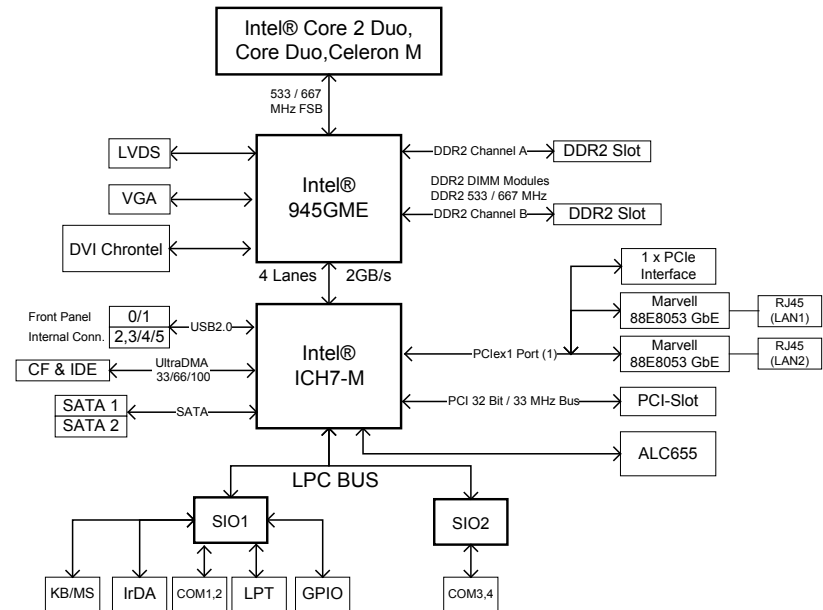 Intel® Core 2 Duo,
Core Duo,Celeron M
533 / 667
MHz FSB
LVDS
VGA
DVI Chrontel
Intel®
945GME
DDR2 Channel A
DDR2 Slot
DDR2 DIMM Modules
DDR2 533 / 667 MHz
DDR2 Channel B
DDR2 Slot
4 Lanes
2GB/s
1 x PCIe
Interface
Marvell
88E8053 GbE
RJ45
(LAN1)
Marvell
88E8053 GbE
RJ45
(LAN2)
Front Panel
0/1
Internal Conn.
2,3/4/5
USB2.0
CF & IDE
UltraDMA
33/66/100
SATA 1
SATA 2
SATA
Intel®
ICH7-M
PCIex1 Port (1)
PCI 32 Bit / 33 MHz Bus
PCI-Slot
ALC655
LPC BUS
SIO1
SIO2
KB/MS
IrDA
COM1,2
LPT
GPIO
COM3,4